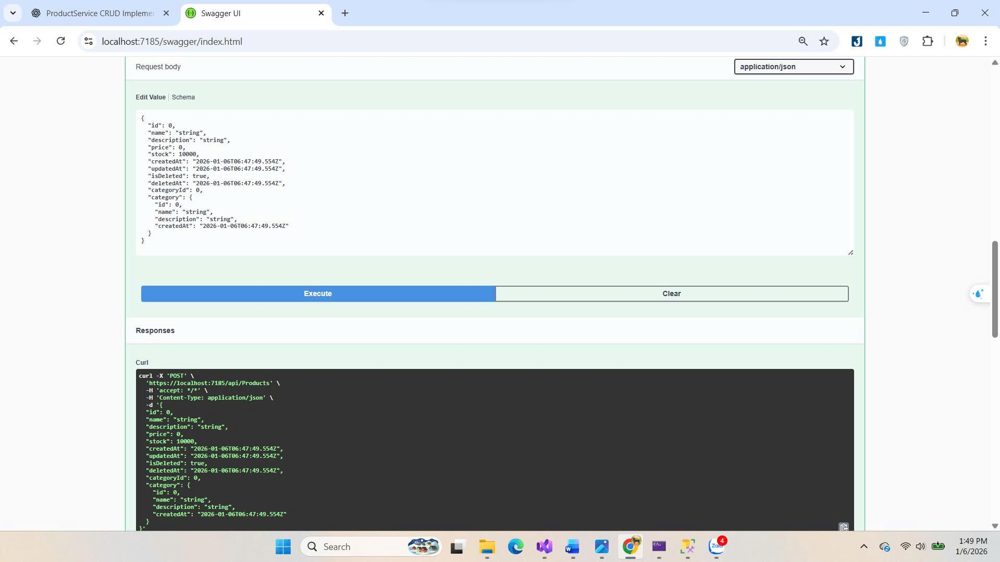 ProductService CRUD Implemer
Swagger UI
localhost:7185/swagger/index.html
Request body
application/json
Edit Value
Schema
{
"id": 0,
"name": "string",
"description": "string",
"price": 0,
"stock": 10000,
"createdAt": "2026-01-06T06:47:49.554Z",
"updatedAt": "2026-01-06T06:47:49.554Z",
"isDeleted": true,
"deletedAt": "2026-01-06T06:47:49.554Z",
"categoryId": 0,
"category": {
"id": 0,
"name": "string",
"description": "string",
"createdAt": "2026-01-06T06:47:49.554Z"
}
}
Execute
Clear
Responses
Curl
curl -X 'POST' \
'https://localhost:7185/api/Products' \
-H 'accept: */*' \
-H 'Content-Type: application/json' \
-d '{
"id": 0,
"name": "string",
"description": "string",
"price": 0,
"stock": 10000,
"createdAt": "2026-01-06T06:47:49.554Z",
"updatedAt": "2026-01-06T06:47:49.554Z",
"isDeleted": true,
"deletedAt": "2026-01-06T06:47:49.554Z",
"categoryId": 0,
"category": {
"id": 0,
"name": "string",
"description": "string",
"createdAt": "2026-01-06T06:47:49.554Z"
}
}'
Search
Zalo
4
1:49 PM
1/6/2026